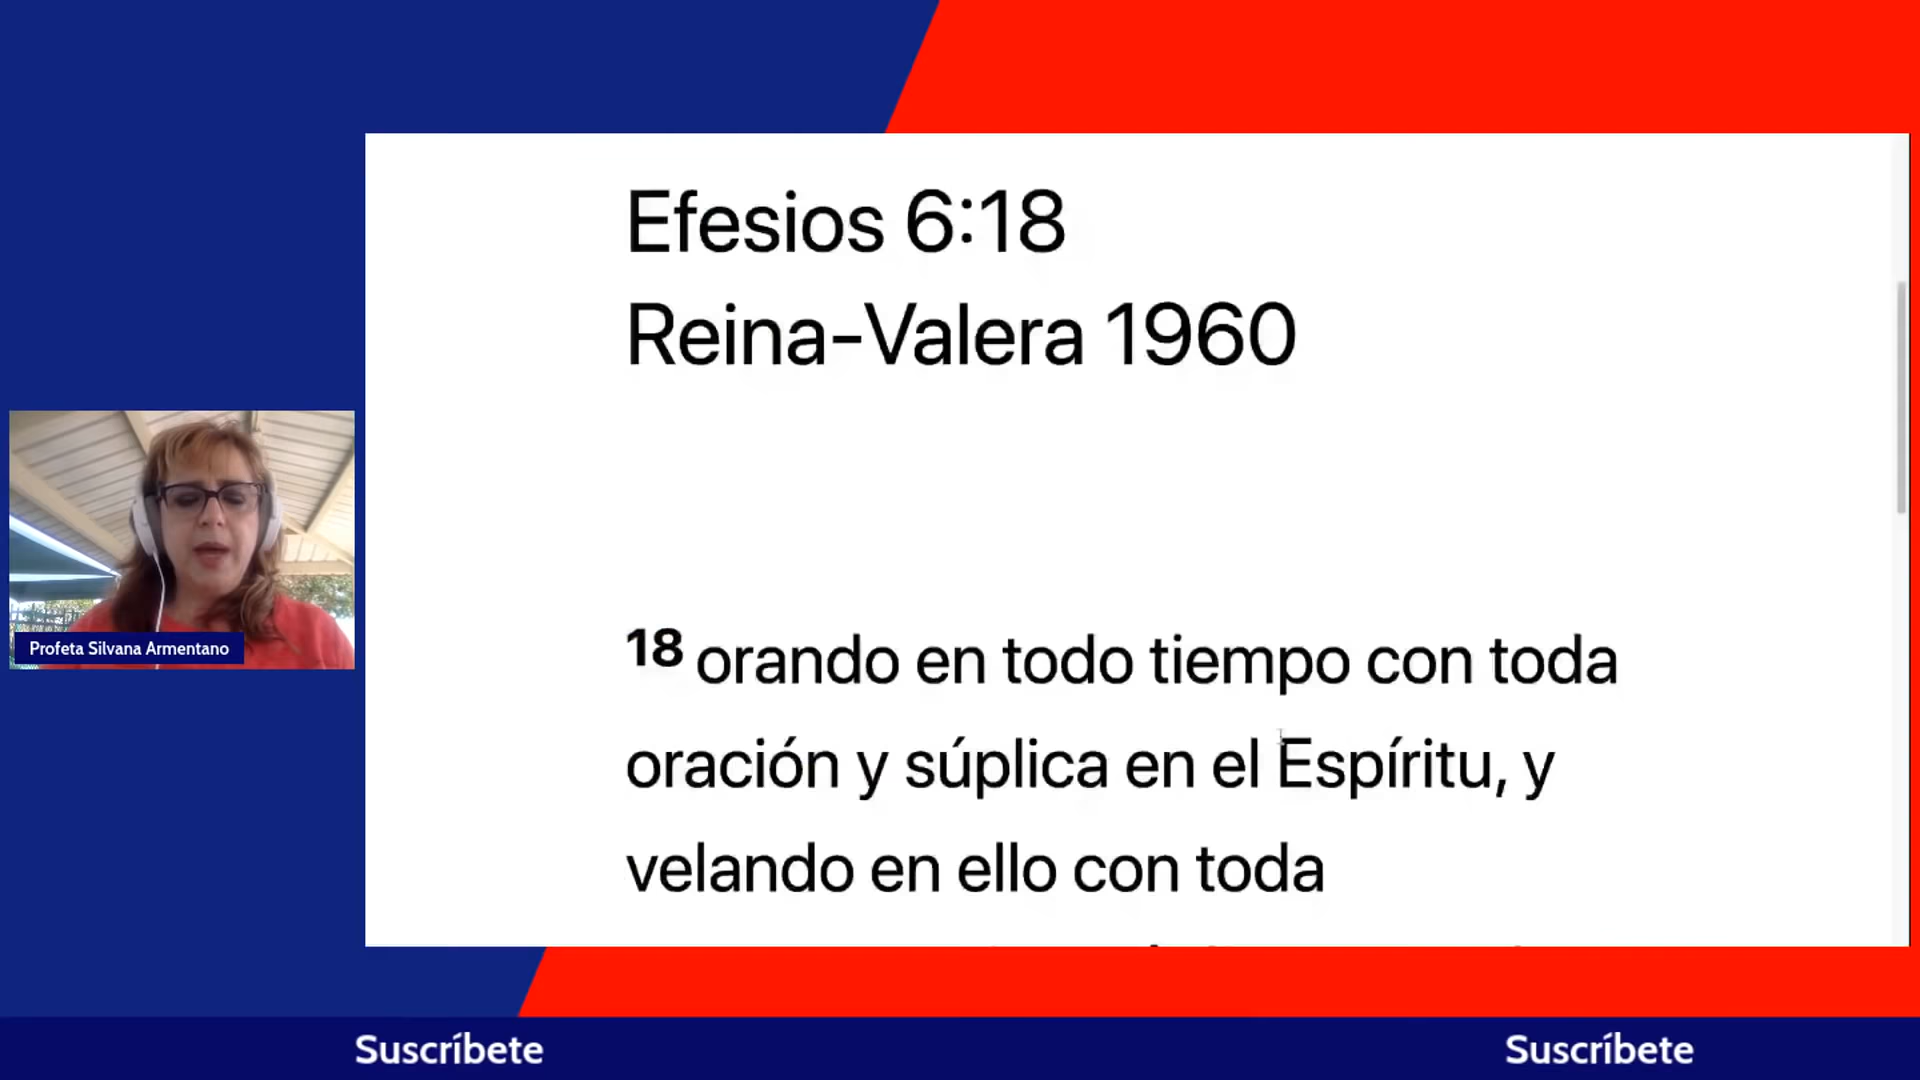 Efesios 6:18
Reina-Valera 1960
18 orando en todo tiempo con toda
oración y súplica en el Espíritu, y
velando en ello con toda
Profeta Silvana Armentano
Suscríbete
Suscríbete